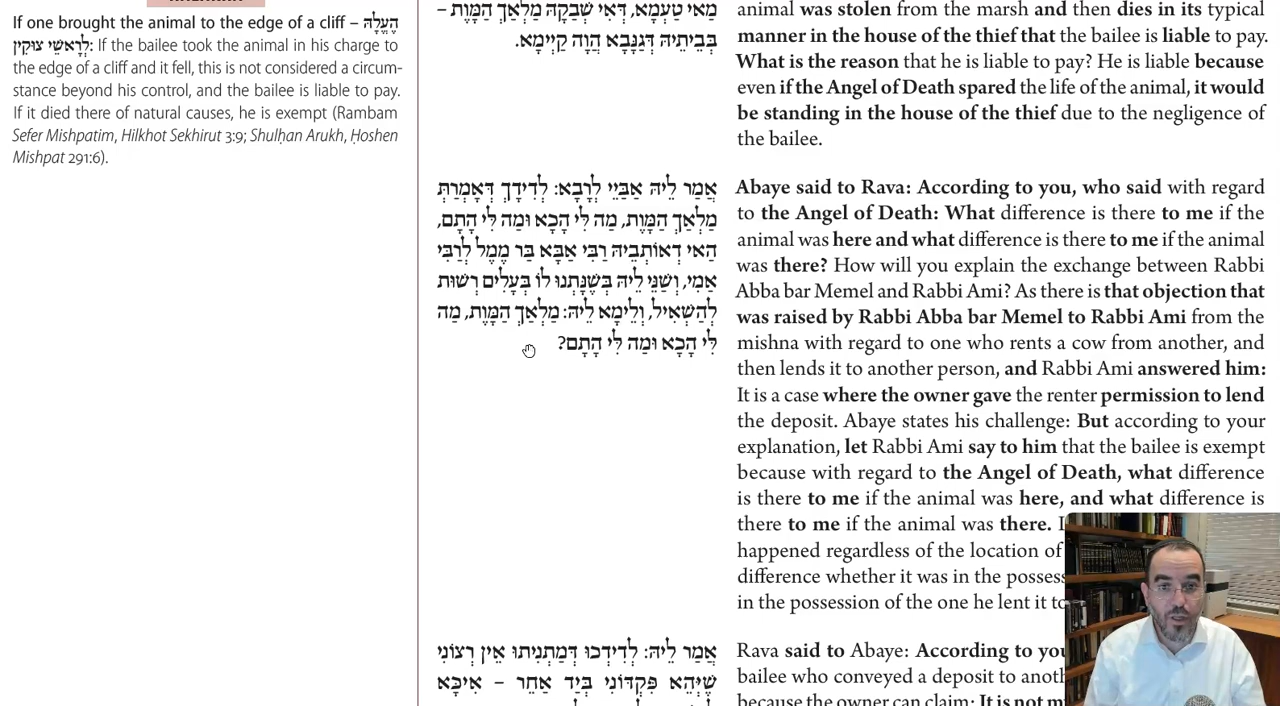 If one brought the animal to the edge of a cliff – הֶעֱלָהּ
לְרָאשֵׁי צוּקִין: If the bailee took the animal in his charge to
the edge of a cliff and it fell, this is not considered a circum-
stance beyond his control, and the bailee is liable to pay.
If it died there of natural causes, he is exempt (Rambam
Sefer Mishpatim, Hilkhot Sekhirut 3:9; Shulḥan Arukh, Ḥoshen
Mishpat 291:6).
מַאי טַעְמָא, דְּאִי שְׁבַקָהּ מַלְאַךְ הַמָּוֶת –
בְּבֵיתֵיהּ דְּגַנָּבָא הֲוָה קַיְימָא.
אֲמַר לֵיהּ אַבַּיֵי לְרָבָא: לְדִידָךְ דְּאָמְרַתְּ
מַלְאַךְ הַמָּוֶת, מַה לִּי הָכָא וּמַה לִּי הָתָם,
הַאי דְאוֹתְבֵיהּ רַבִּי אַבָּא בַּר מֶמֶל לְרַבִּי
אַמִי, וְשַׁנִּי לֵיהּ בְּשֶׁנָּתְנוּ לוֹ בְּעָלִים רְשׁוּת
לְהַשְׁאִיל, וְלֵימָא לֵיהּ: מַלְאַךְ הַמָּוֶת, מַה
לִּי הָכָא וּמַה לִּי הָתָם?
אֲמַר לֵיהּ: לְדִידְכוּ דְּמַתְנִיתוּ אֵין רְצוֹנִי
שֶׁיְּהֵא פִּקְדוֹנִי בְּיַד אַחֵר – אִיכָּא
animal was stolen from the marsh and then dies in its typical
manner in the house of the thief that the bailee is liable to pay.
What is the reason that he is liable to pay? He is liable because
even if the Angel of Death spared the life of the animal, it would
be standing in the house of the thief due to the negligence of
the bailee.
Abaye said to Rava: According to you, who said with regard
to the Angel of Death: What difference is there to me if the
animal was here and what difference is there to me if the animal
was there? How will you explain the exchange between Rabbi
Abba bar Memel and Rabbi Ami? As there is that objection that
was raised by Rabbi Abba bar Memel to Rabbi Ami from the
mishna with regard to one who rents a cow from another, and
then lends it to another person, and Rabbi Ami answered him:
It is a case where the owner gave the renter permission to lend
the deposit. Abaye states his challenge: But according to your
explanation, let Rabbi Ami say to him that the bailee is exempt
because with regard to the Angel of Death, what difference
is there to me if the animal was here, and what difference is
there to me if the animal was there.
happened regardless of the location of
difference whether it was in the
in the possession of the one he lent it
Rava said to Abaye: According to
bailee who conveyed a deposit to
because the owner can claim: It is not